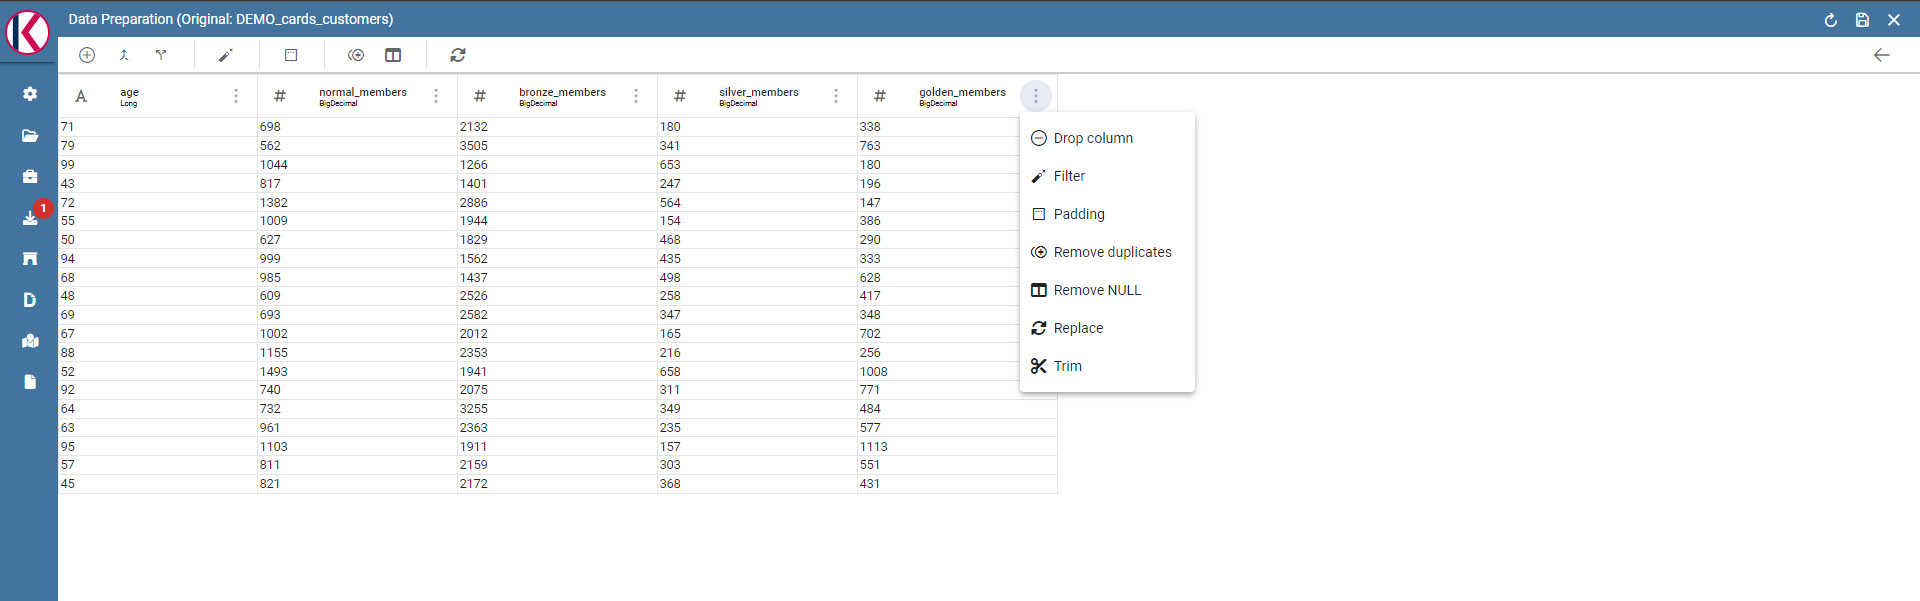 Data Preparation (Original: DEMO_cards_customers)
A age Long # normal_members BigDecimal # bronze_members BigDecimal # silver_members BigDecimal # golden_members BigDecimal
71 698 2132 180 338
79 562 3505 341 763
99 1044 1266 653 180
43 817 1401 247 196
72 1382 2886 564 147
55 1009 1944 154 386
50 627 1829 468 290
94 999 1562 435 333
68 985 1437 498 628
48 609 2526 258 417
69 693 2582 347 348
67 1002 2012 165 702
88 1155 2353 216 256
52 1493 1941 658 1008
92 740 2075 311 771
64 732 3255 349 484
63 961 2363 235 577
95 1103 1911 157 1113
57 811 2159 303 551
45 821 2172 368 431
Drop column
Filter
Padding
Remove duplicates
Remove NULL
Replace
Trim
1
D